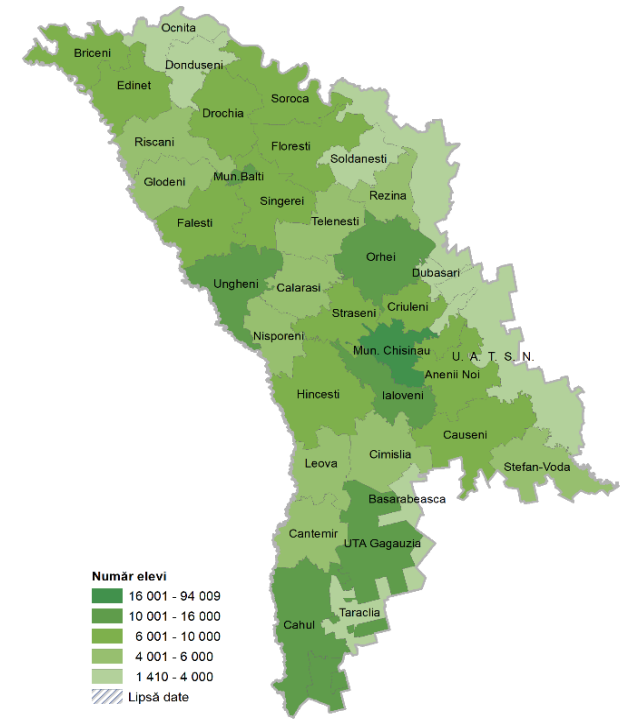 Ocnita
Briceni
Donduseni
Edinet
Soroca
Drochia
Riscani
Floresti
Soldanesti
Glodeni
Mun.Balti
Rezina
Singerei
Falesti
Telenesti
Orhei
Dubasari
Ungheni
Calarasi
Straseni
Criuleni
Nisporeni
Mun. Chisinau
U. A. T. S. N.
Anenii Noi
Hincesti
Ialoveni
Causeni
Cimislia
Leova
Stefan-Voda
Basarabeasca
Cantemir
UTA Gagauzia
Taraclia
Cahul
Număr elevi
16 001 - 94 009
10 001 - 16 000
6 001 - 10 000
4 001 - 6 000
1 410 - 4 000
Lipsă date